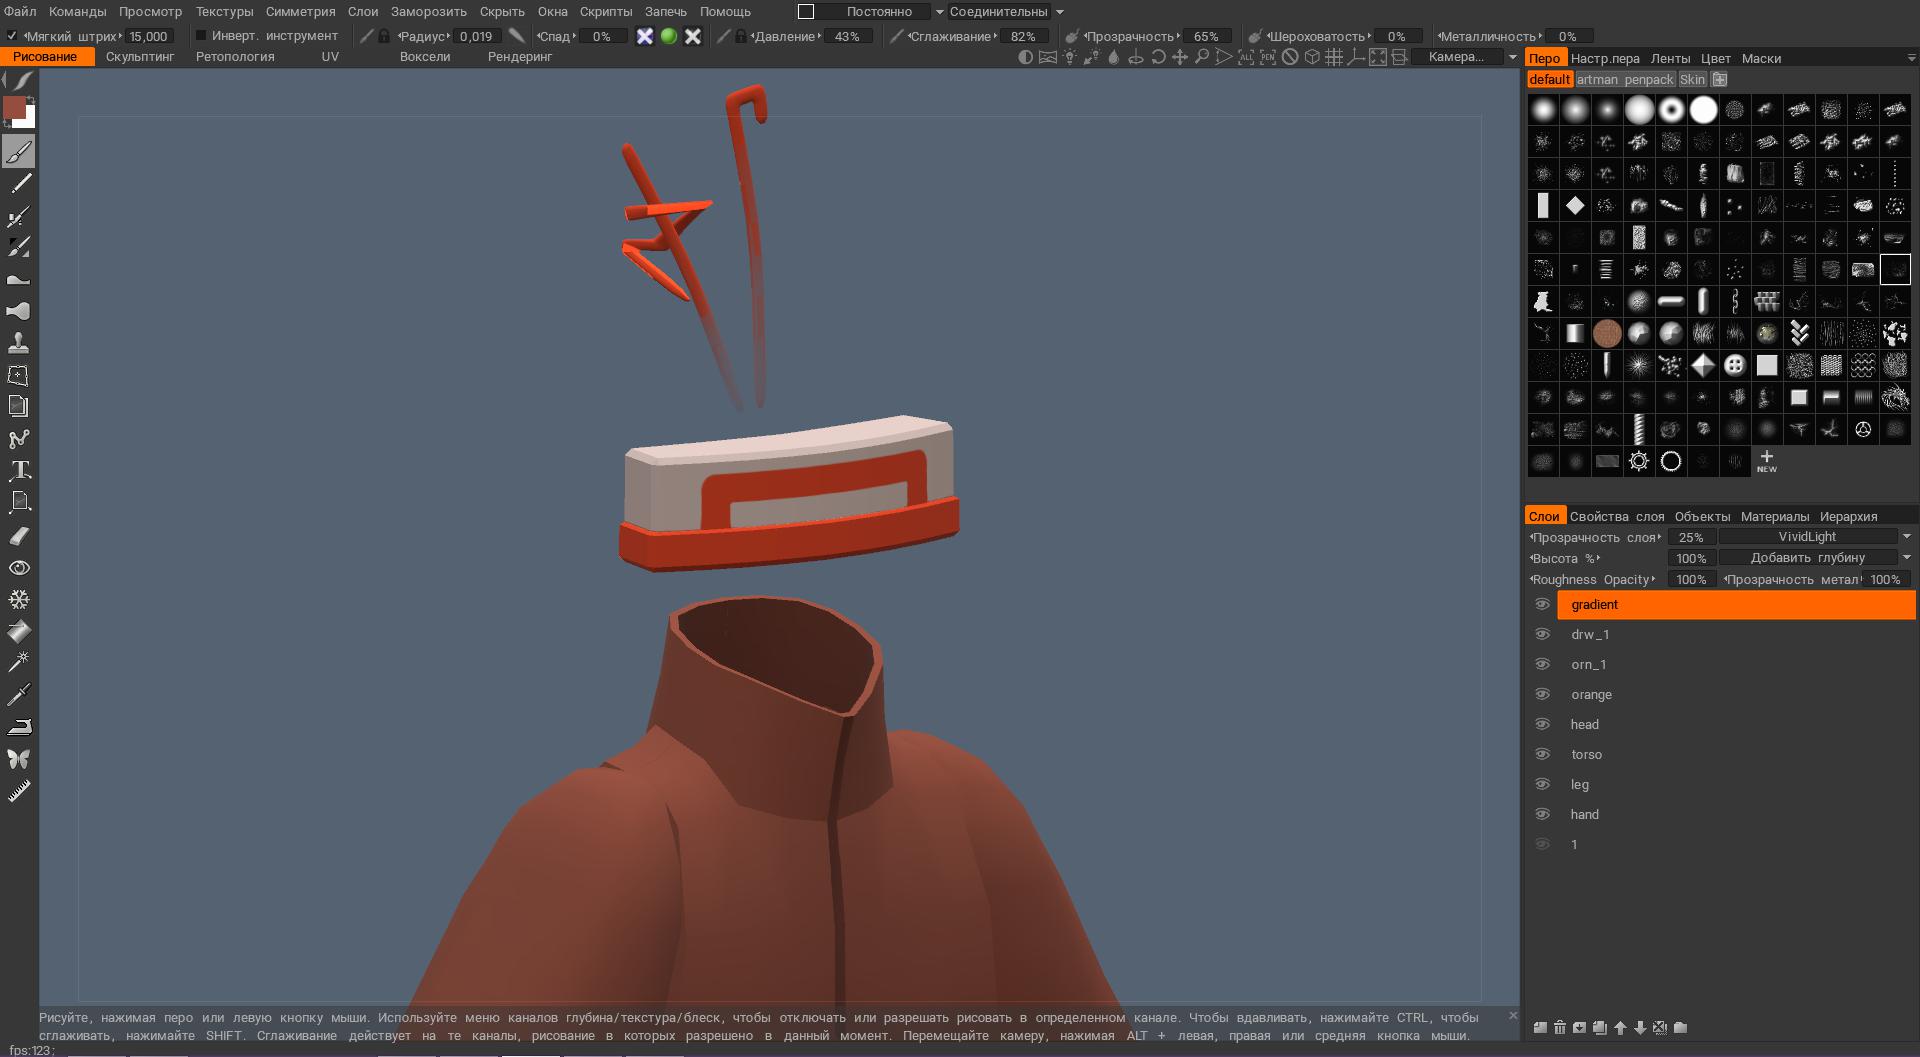 Файл Команды Просмотр Текстуры Симметрия Слои Заморозить Скрыть Окна Скрипты Запечь Помощь Постоянно Соединительны
Мягкий штрих 15,000 Инверт. инструмент Радиус 0,019 Спад 0% Давление 43% Сглаживание 82% Прозрачность 65% Шероховатость 0% Металличность 0%
Рисование Скульптинг Ретопология UV Воксели Рендеринг ALL PEN Камера...
Перо Настр.пера Ленты Цвет Маски
default artman penpack Skin
NEW
Слои Свойства слоя Объекты Материалы Иерархия
Прозрачность слоя 25% VividLight
Высота % 100% Добавить глубину
Roughness Opacity 100% Прозрачность метал 100%
gradient
drw_1
orn_1
orange
head
torso
leg
hand
1
Рисуйте, нажимая перо или левую кнопку мыши. Используйте меню каналов глубина/текстура/блеск, чтобы отключать или разрешать рисовать в определенном канале. Чтобы вдавливать, нажимайте CTRL, чтобы
сглаживать, нажимайте SHIFT. Сглаживание действует на те каналы, рисование в которых разрешено в данный момент. Перемещайте камеру, нажимая ALT + левая, правая или средняя кнопка мыши.
fps:123;